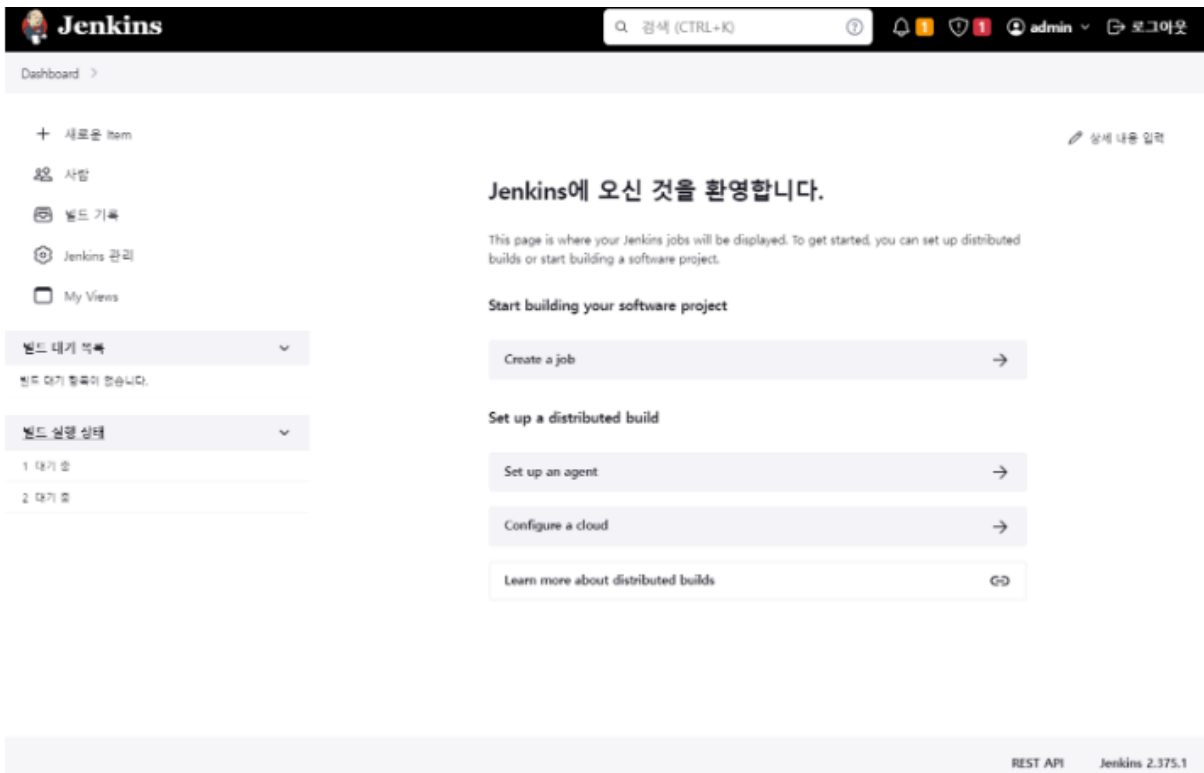 Jenkins
검색 (CTRL+K)
1
1
admin
로그아웃
Dashboard
새로운 Item
상세 내용 입력
사람
빌드 기록
Jenkins 관리
My Views
빌드 대기 목록
빌드 대기 항목이 없습니다.
빌드 실행 상태
1 대기 중
2 대기 중
Jenkins에 오신 것을 환영합니다.
This page is where your Jenkins jobs will be displayed. To get started, you can set up distributed
builds or start building a software project.
Start building your software project
Create a job
Set up a distributed build
Set up an agent
Configure a cloud
Learn more about distributed builds
REST API
Jenkins 2.375.1